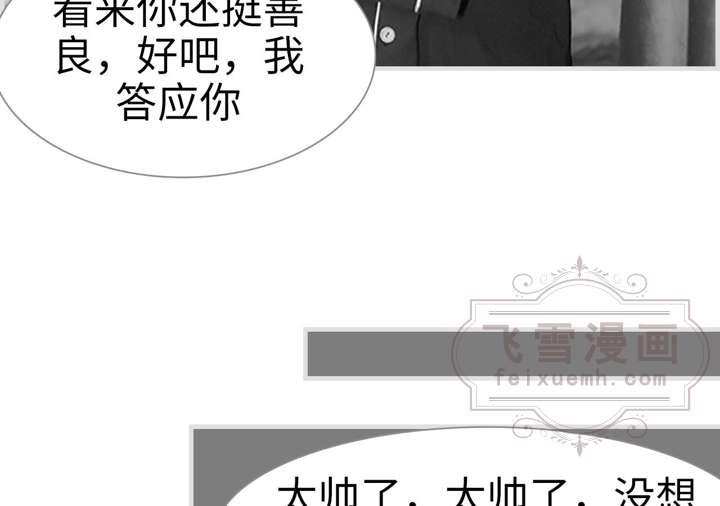 看来你还挺善
良，好吧，我
答应你
飞雪漫画
feixuemh.com
太帅了，太帅了，没想